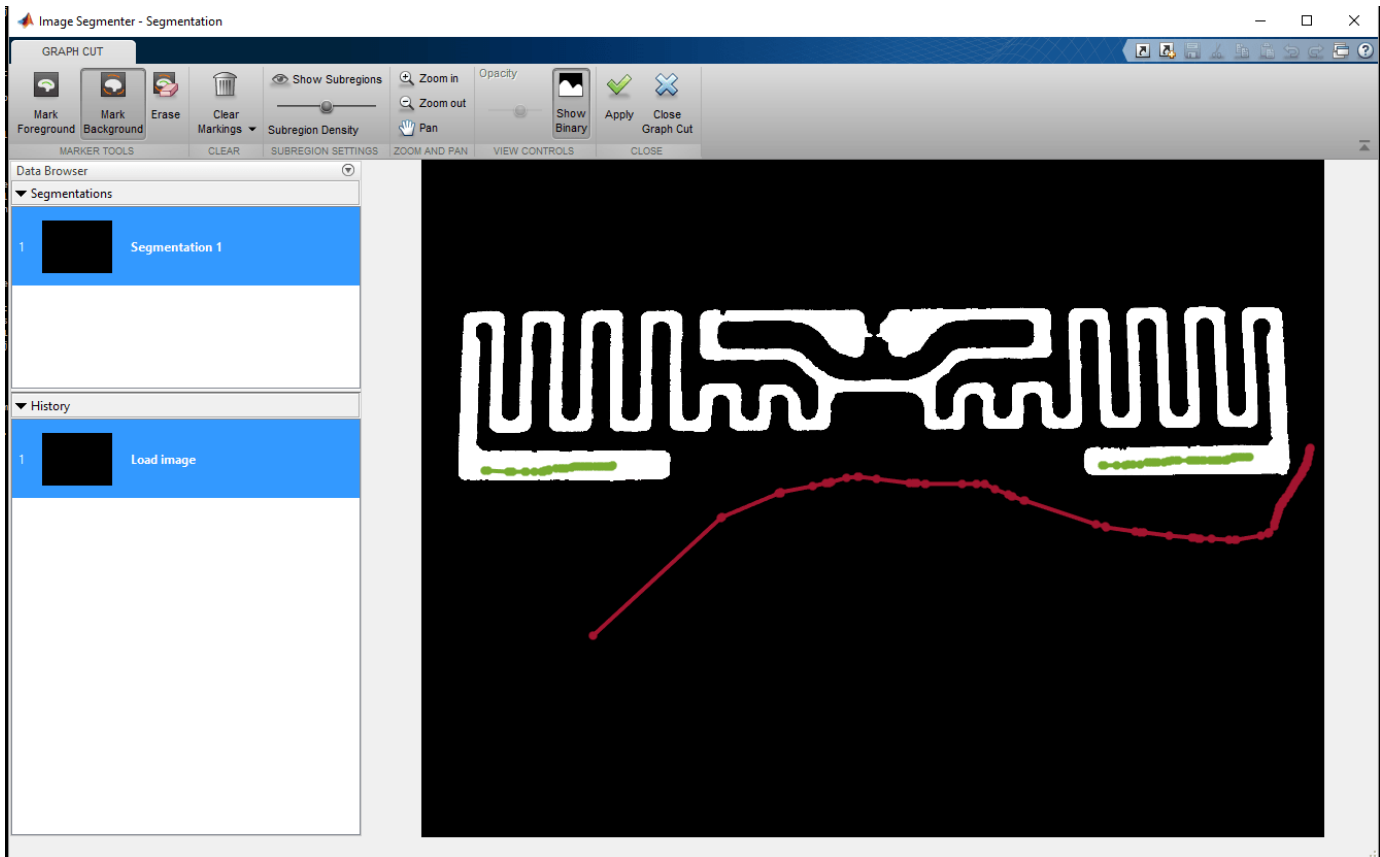 Image Segmenter - Segmentation
GRAPH CUT
Mark Foreground
Mark Background
Erase
Clear Markings
Show Subregions
Subregion Density
Zoom in
Zoom out
Pan
Opacity
Show Binary
Apply
Close Graph Cut
MARKER TOOLS
CLEAR
SUBREGION SETTINGS
ZOOM AND PAN
VIEW CONTROLS
CLOSE
Data Browser
Segmentations
1 Segmentation 1
History
1 Load image